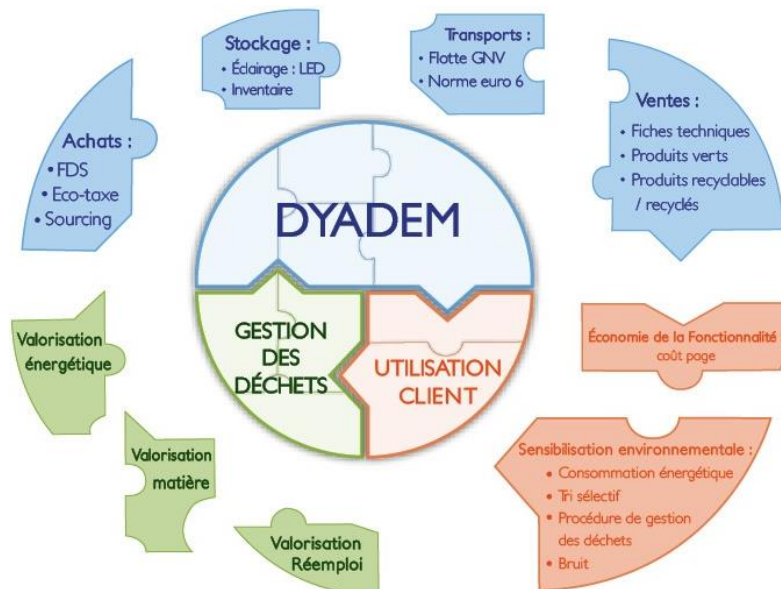 Stockage :
• Éclairage : LED
• Inventaire
Transports :
• Flotte GNV
• Norme euro 6
Achats :
• FDS
• Eco-taxe
• Sourcing
Ventes :
• Fiches techniques
• Produits verts
• Produits recyclables
/ recyclés
DYADEM
GESTION
DES
DÉCHETS
UTILISATION
CLIENT
Valorisation
énergétique
Valorisation
matière
Valorisation
Réemploi
Économie de la Fonctionnalité
coût page
Sensibilisation environnementale :
• Consommation énergétique
• Tri sélectif
• Procédure de gestion
des déchets
• Bruit